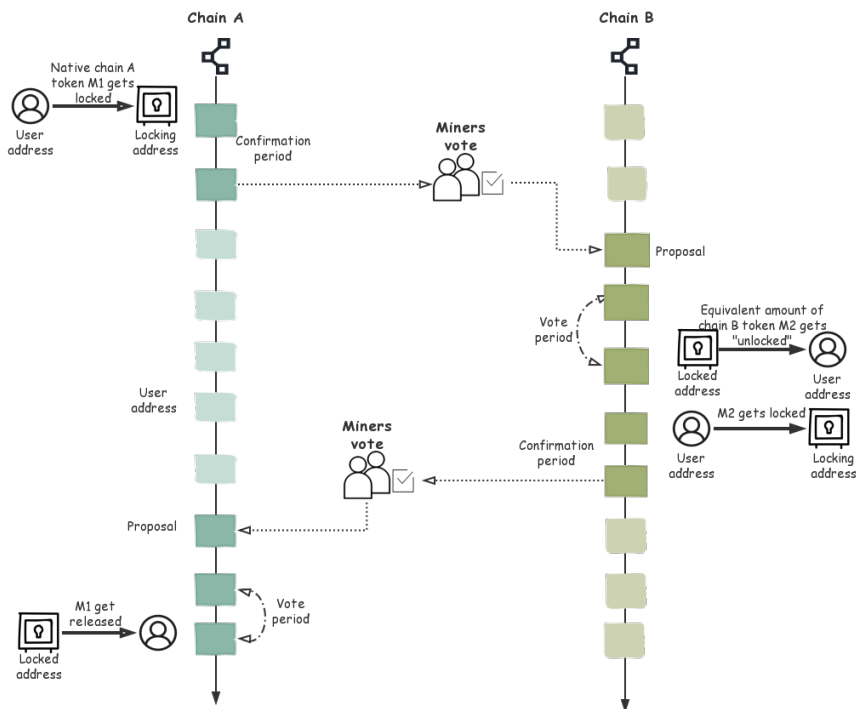 Chain A
Chain B
Native chain A
token M1 gets
locked
User
address
Locking
address
Confirmation
period
Miners
vote
Proposal
Vote
period
Equivalent amount of
chain B token M2 gets
"unlocked"
Locked
address
User
address
User
address
M2 gets locked
User
address
Locking
address
Miners
vote
Confirmation
period
Proposal
Vote
period
M1 get
released
Locked
address